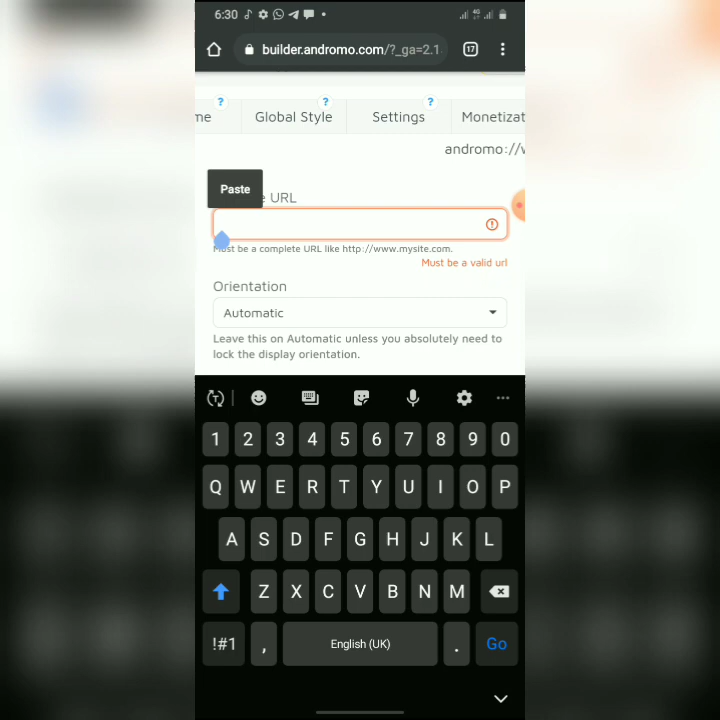 6:30
builder.andromo.com/?_ga=2.1
17
me ? Global Style ? Settings ? Monetizat
andromo://w
Paste
e URL
Must be a complete URL like http://www.mysite.com.
Must be a valid url
Orientation
Automatic
Leave this on Automatic unless you absolutely need to
lock the display orientation.
1 2 3 4 5 6 7 8 9 0
Q W E R T Y U I O P
A S D F G H J K L
Z X C V B N M
!#1 , English (UK) . Go